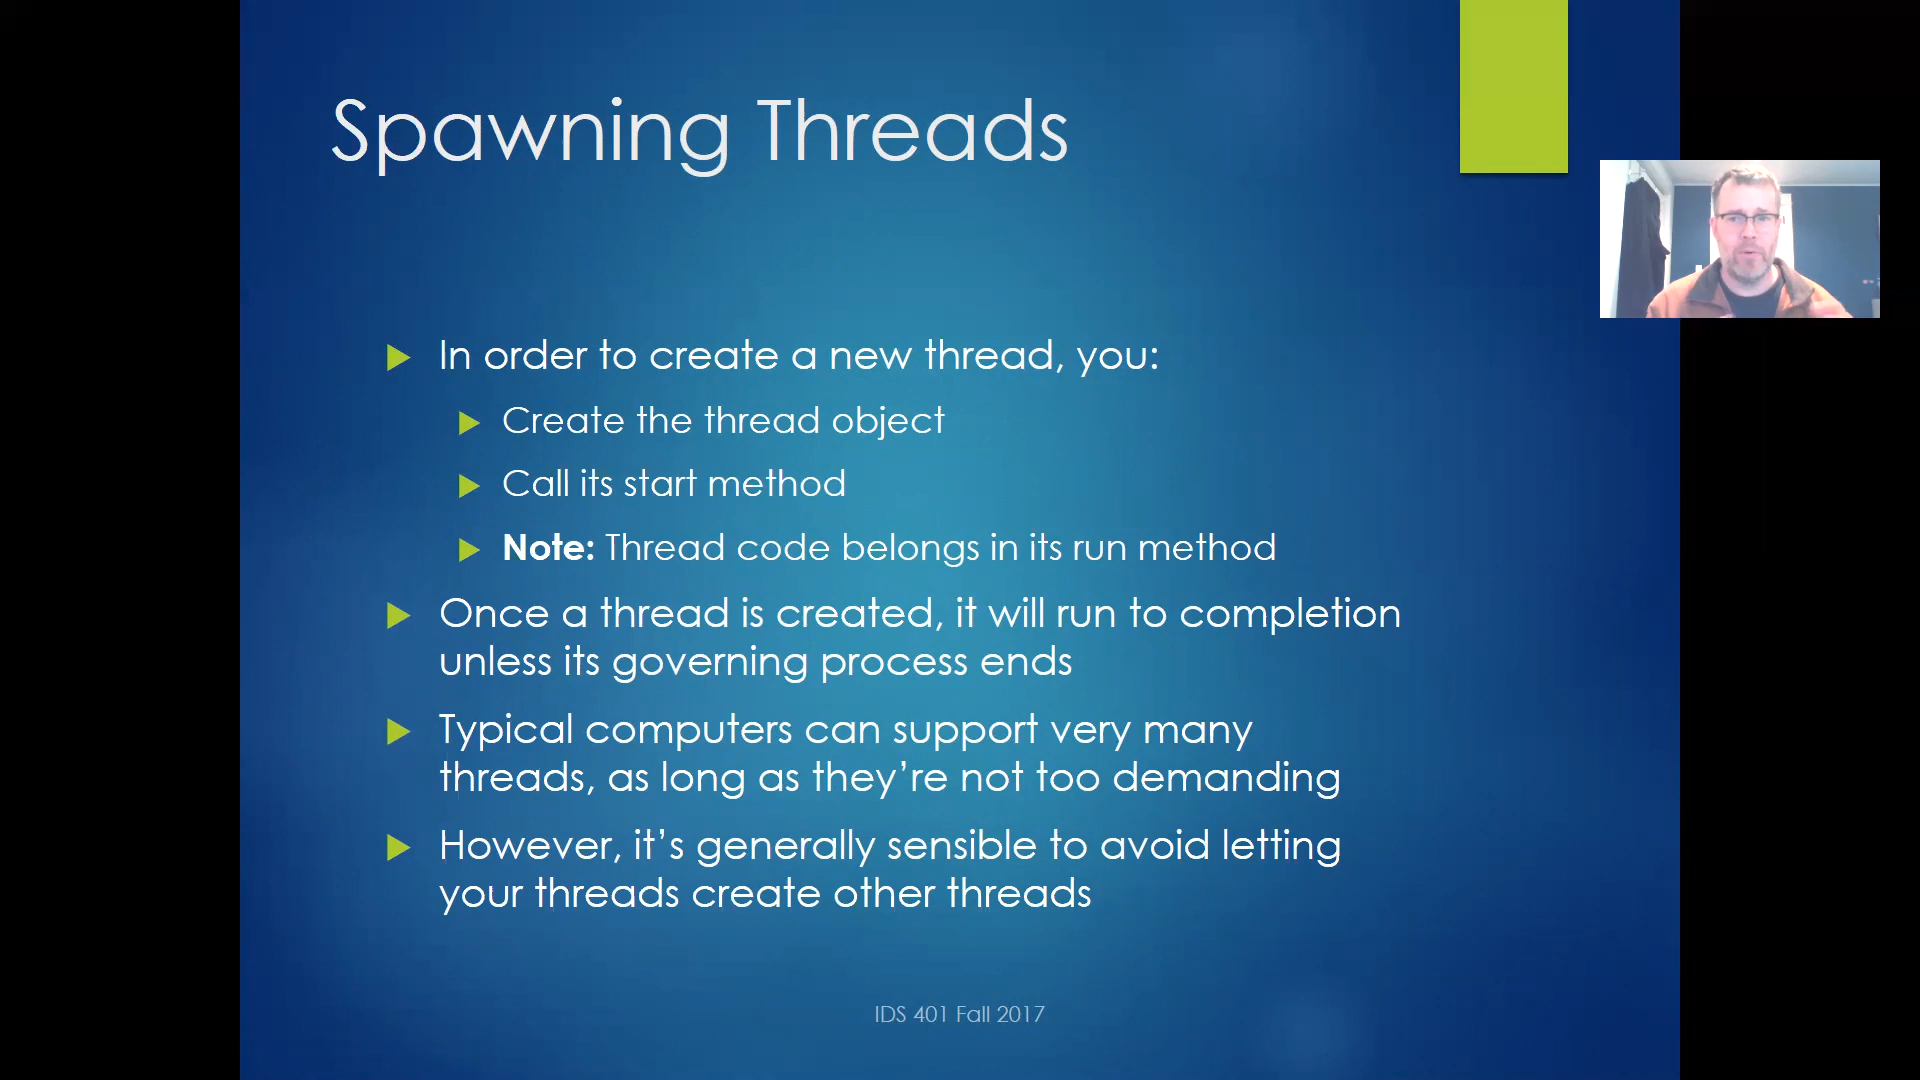 Spawning Threads
In order to create a new thread, you:
Create the thread object
Call its start method
Note: Thread code belongs in its run method
Once a thread is created, it will run to completion
unless its governing process ends
Typical computers can support very many
threads, as long as they’re not too demanding
However, it’s generally sensible to avoid letting
your threads create other threads
IDS 401 Fall 2017